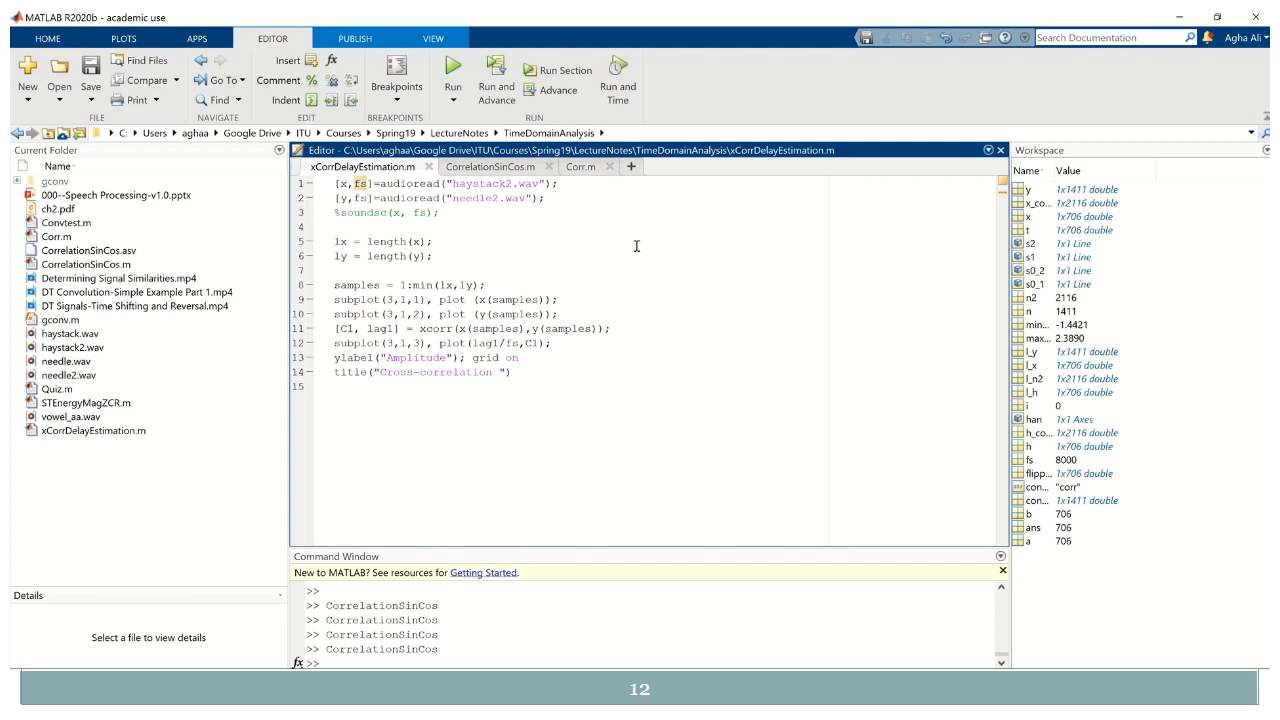 MATLAB R2020b - academic use
HOME PLOTS APPS EDITOR PUBLISH VIEW
Search Documentation
Agha Ali
New
Open
Save
Find Files
Compare
Print
FILE
Go To
Find
NAVIGATE
Insert fx
Comment %
Indent
EDIT
Breakpoints
BREAKPOINTS
Run
Run and Advance
Run Section
Advance
Run and Time
RUN
C: Users aghaa Google Drive ITU Courses Spring19 LectureNotes TimeDomainAnalysis
Current Folder
Name
gconv
000--Speech Processing-v1.0.pptx
ch2.pdf
Convtest.m
Corr.m
CorrelationSinCos.asv
CorrelationSinCos.m
Determining Signal Similarities.mp4
DT Convolution-Simple Example Part 1.mp4
DT Signals-Time Shifting and Reversal.mp4
gconv.m
haystack.wav
haystack2.wav
needle.wav
needle2.wav
Quiz.m
STEnergyMagZCR.m
vowel_aa.wav
xCorrDelayEstimation.m
Details
Select a file to view details
Editor - C:\Users\aghaa\Google Drive\ITU\Courses\Spring19\LectureNotes\TimeDomainAnalysis\xCorrDelayEstimation.m
xCorrDelayEstimation.m CorrelationSinCos.m Corr.m
1 [x,fs]=audioread("haystack2.wav");
2 [y,fs]=audioread("needle2.wav");
3 %soundsc(x, fs);
4
5 lx = length(x);
6 ly = length(y);
7
8 samples = 1:min(lx,ly);
9 subplot(3,1,1), plot (x(samples));
10 subplot(3,1,2), plot (y(samples));
11 [C1, lag1] = xcorr(x(samples),y(samples));
12 subplot(3,1,3), plot(lag1/fs,C1);
13 ylabel("Amplitude"); grid on
14 title("Cross-correlation ")
15
Command Window
New to MATLAB? See resources for Getting Started.
>>
>> CorrelationSinCos
>> CorrelationSinCos
>> CorrelationSinCos
>> CorrelationSinCos
fx >>
Workspace
Name Value
y 1x1411 double
x_co... 1x2116 double
x 1x706 double
t 1x706 double
s2 1x1 Line
s1 1x1 Line
s0_2 1x1 Line
s0_1 1x1 Line
n2 2116
n 1411
min... -1.4421
max... 2.3890
l_y 1x1411 double
l_x 1x706 double
l_n2 1x2116 double
l_h 1x706 double
i 0
han 1x1 Axes
h_co... 1x2116 double
h 1x706 double
fs 8000
flipp... 1x706 double
con... "corr"
con... 1x1411 double
b 706
ans 706
a 706
12